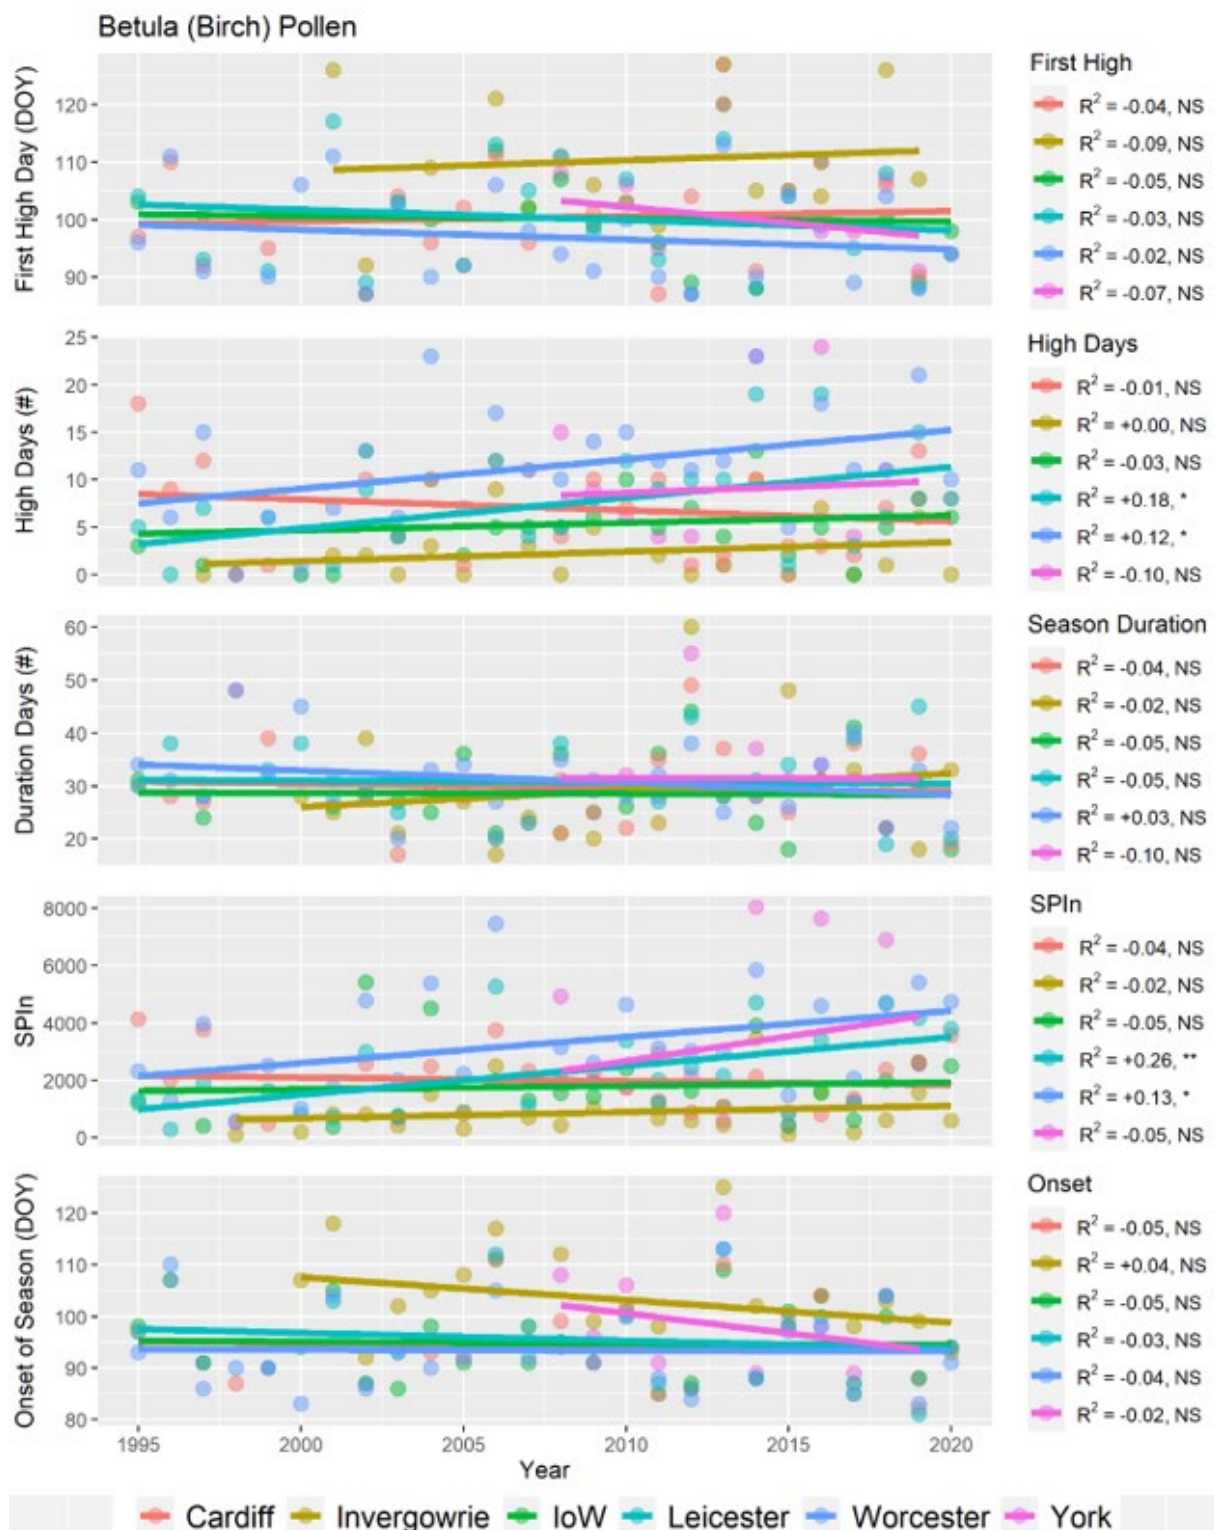 Betula (Birch) Pollen
First High Day (DOY)
120
110
100
90
First High
R² = -0.04, NS
R² = -0.09, NS
R² = -0.05, NS
R² = -0.03, NS
R² = -0.02, NS
R² = -0.07, NS
High Days (#)
25
20
15
10
5
0
High Days
R² = -0.01, NS
R² = +0.00, NS
R² = -0.03, NS
R² = +0.18, *
R² = +0.12, *
R² = -0.10, NS
Duration Days (#)
60
50
40
30
20
Season Duration
R² = -0.04, NS
R² = -0.02, NS
R² = -0.05, NS
R² = -0.05, NS
R² = +0.03, NS
R² = -0.10, NS
SPIn
8000
6000
4000
2000
0
SPIn
R² = -0.04, NS
R² = -0.02, NS
R² = -0.05, NS
R² = +0.26, **
R² = +0.13, *
R² = -0.05, NS
Onset of Season (DOY)
120
110
100
90
80
Onset
R² = -0.05, NS
R² = +0.04, NS
R² = -0.05, NS
R² = -0.03, NS
R² = -0.04, NS
R² = -0.02, NS
1995 2000 2005 2010 2015 2020
Year
Cardiff Invergowrie IoW Leicester Worcester York